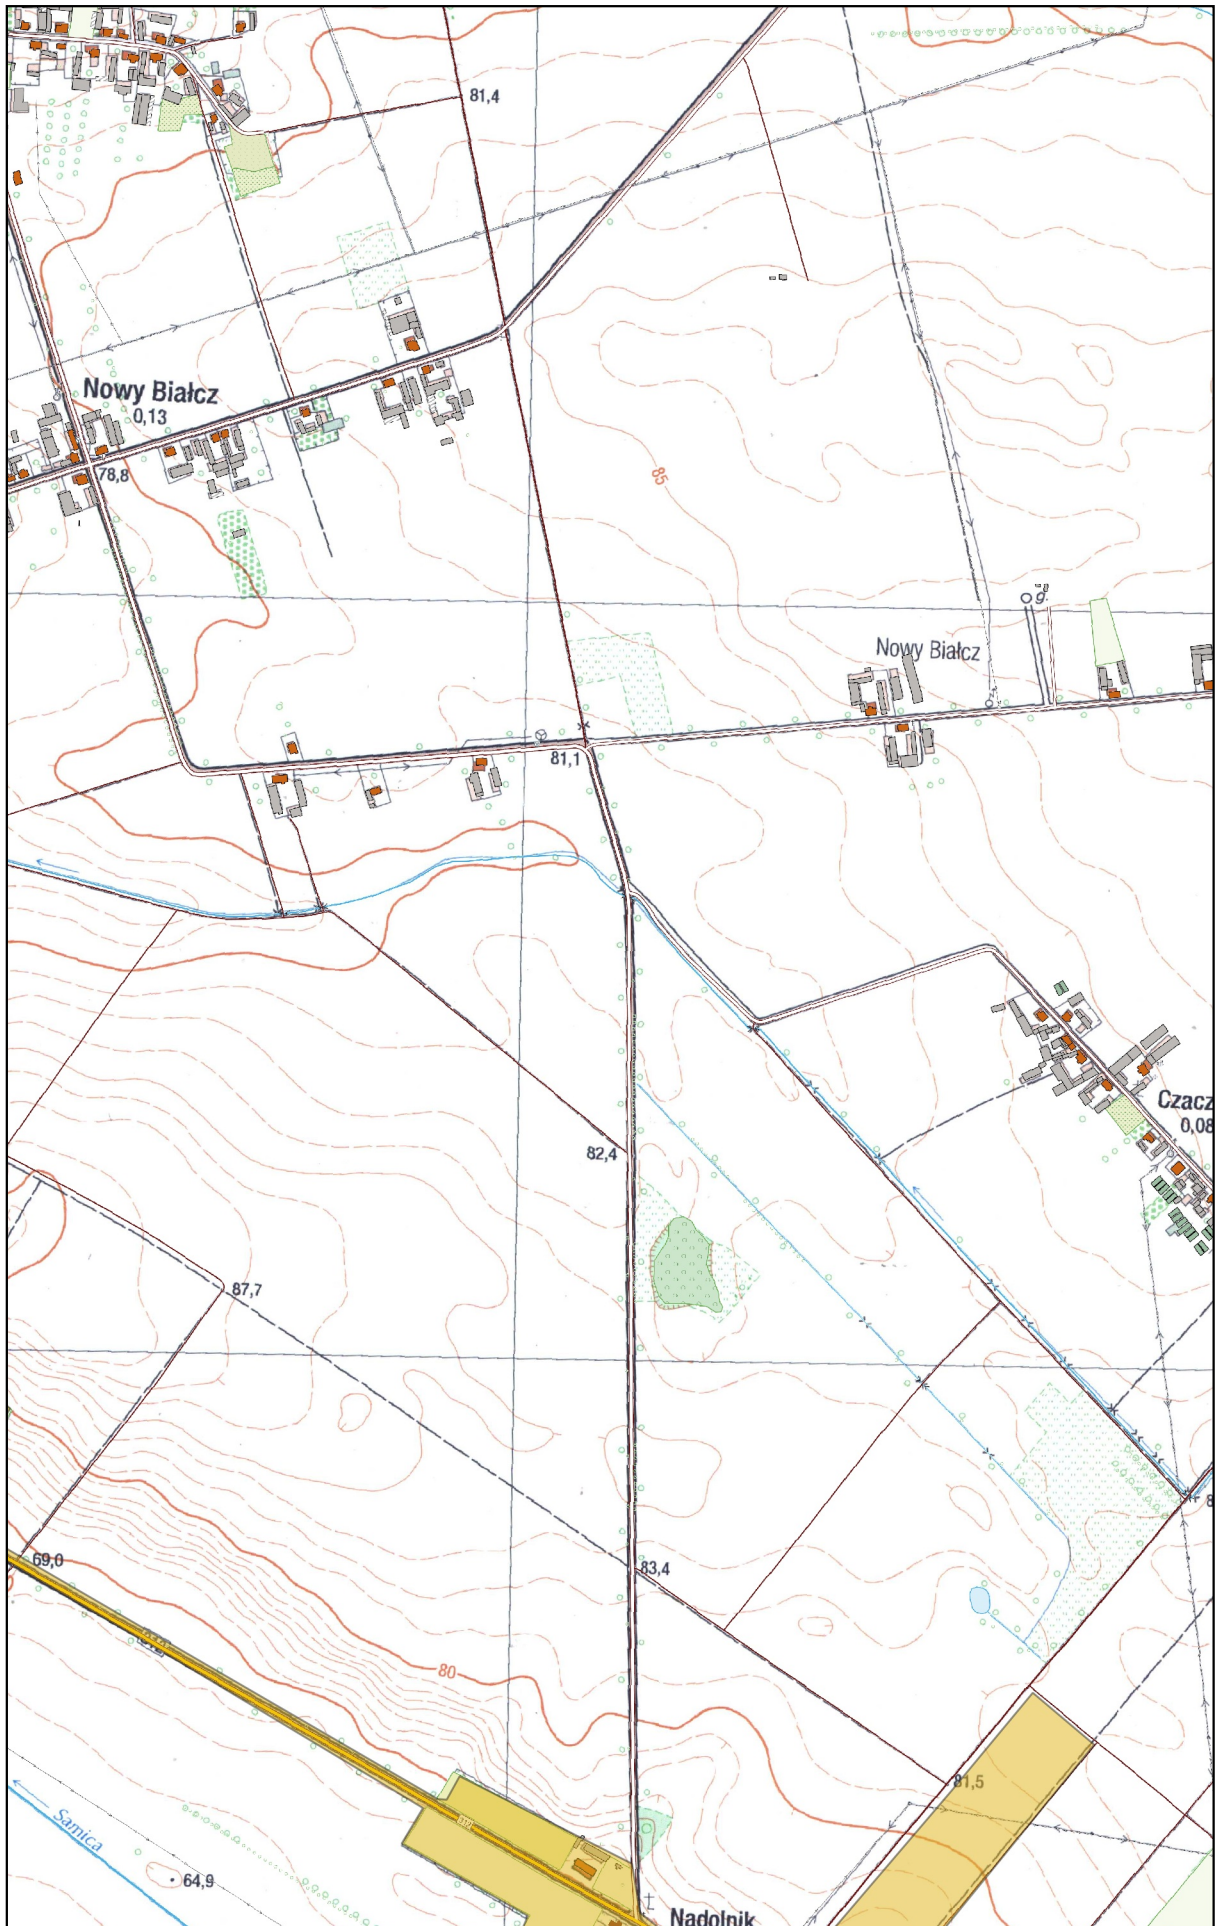 81,4
Nowy Białcz
0,13
78,8
85
g
Nowy Białcz
81,1
Czacz
0,08
82,4
87,7
69,0
83,4
80
81,5
Samica
64,9
Nadolnik